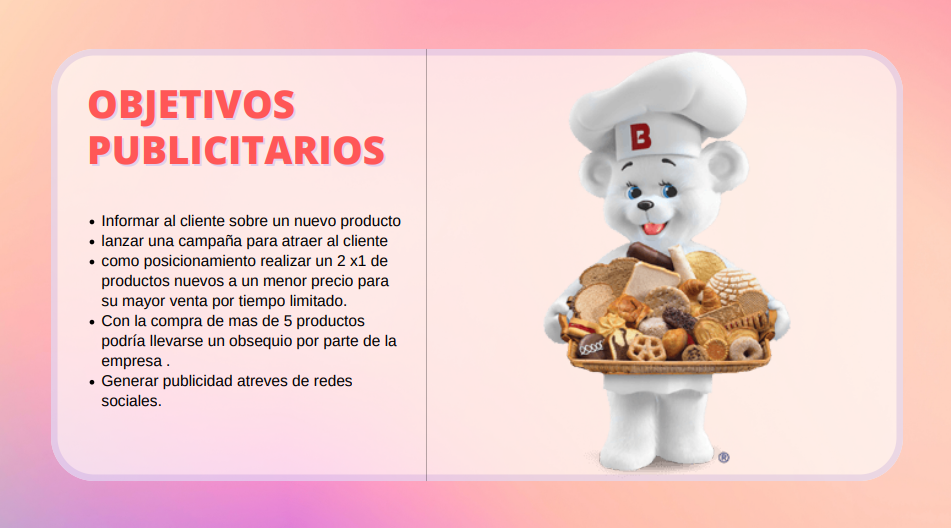 OBJETIVOS
PUBLICITARIOS
• Informar al cliente sobre un nuevo producto
• lanzar una campaña para atraer al cliente
• como posicionamiento realizar un 2 x1 de
productos nuevos a un menor precio para
su mayor venta por tiempo limitado.
• Con la compra de mas de 5 productos
podría llevarse un obsequio por parte de la
empresa .
• Generar publicidad atreves de redes
sociales.
B
®